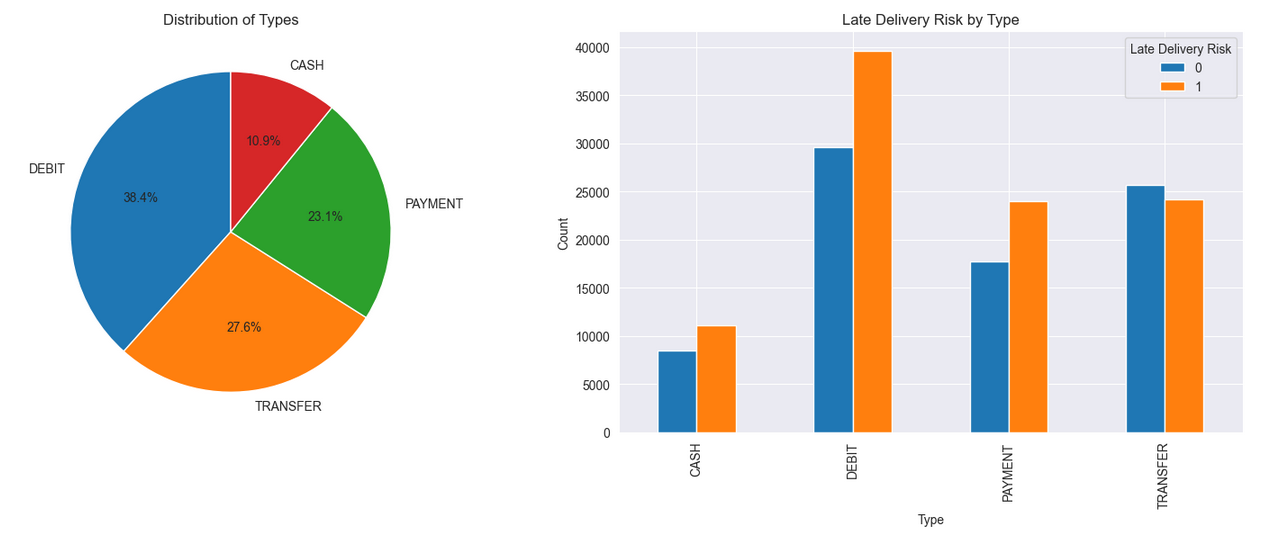 Distribution of Types
CASH
10.9%
DEBIT
38.4%
PAYMENT
23.1%
27.6%
TRANSFER
Late Delivery Risk by Type
Late Delivery Risk
0
1
40000
35000
30000
25000
20000
15000
10000
5000
0
Count
CASH
DEBIT
PAYMENT
TRANSFER
Type